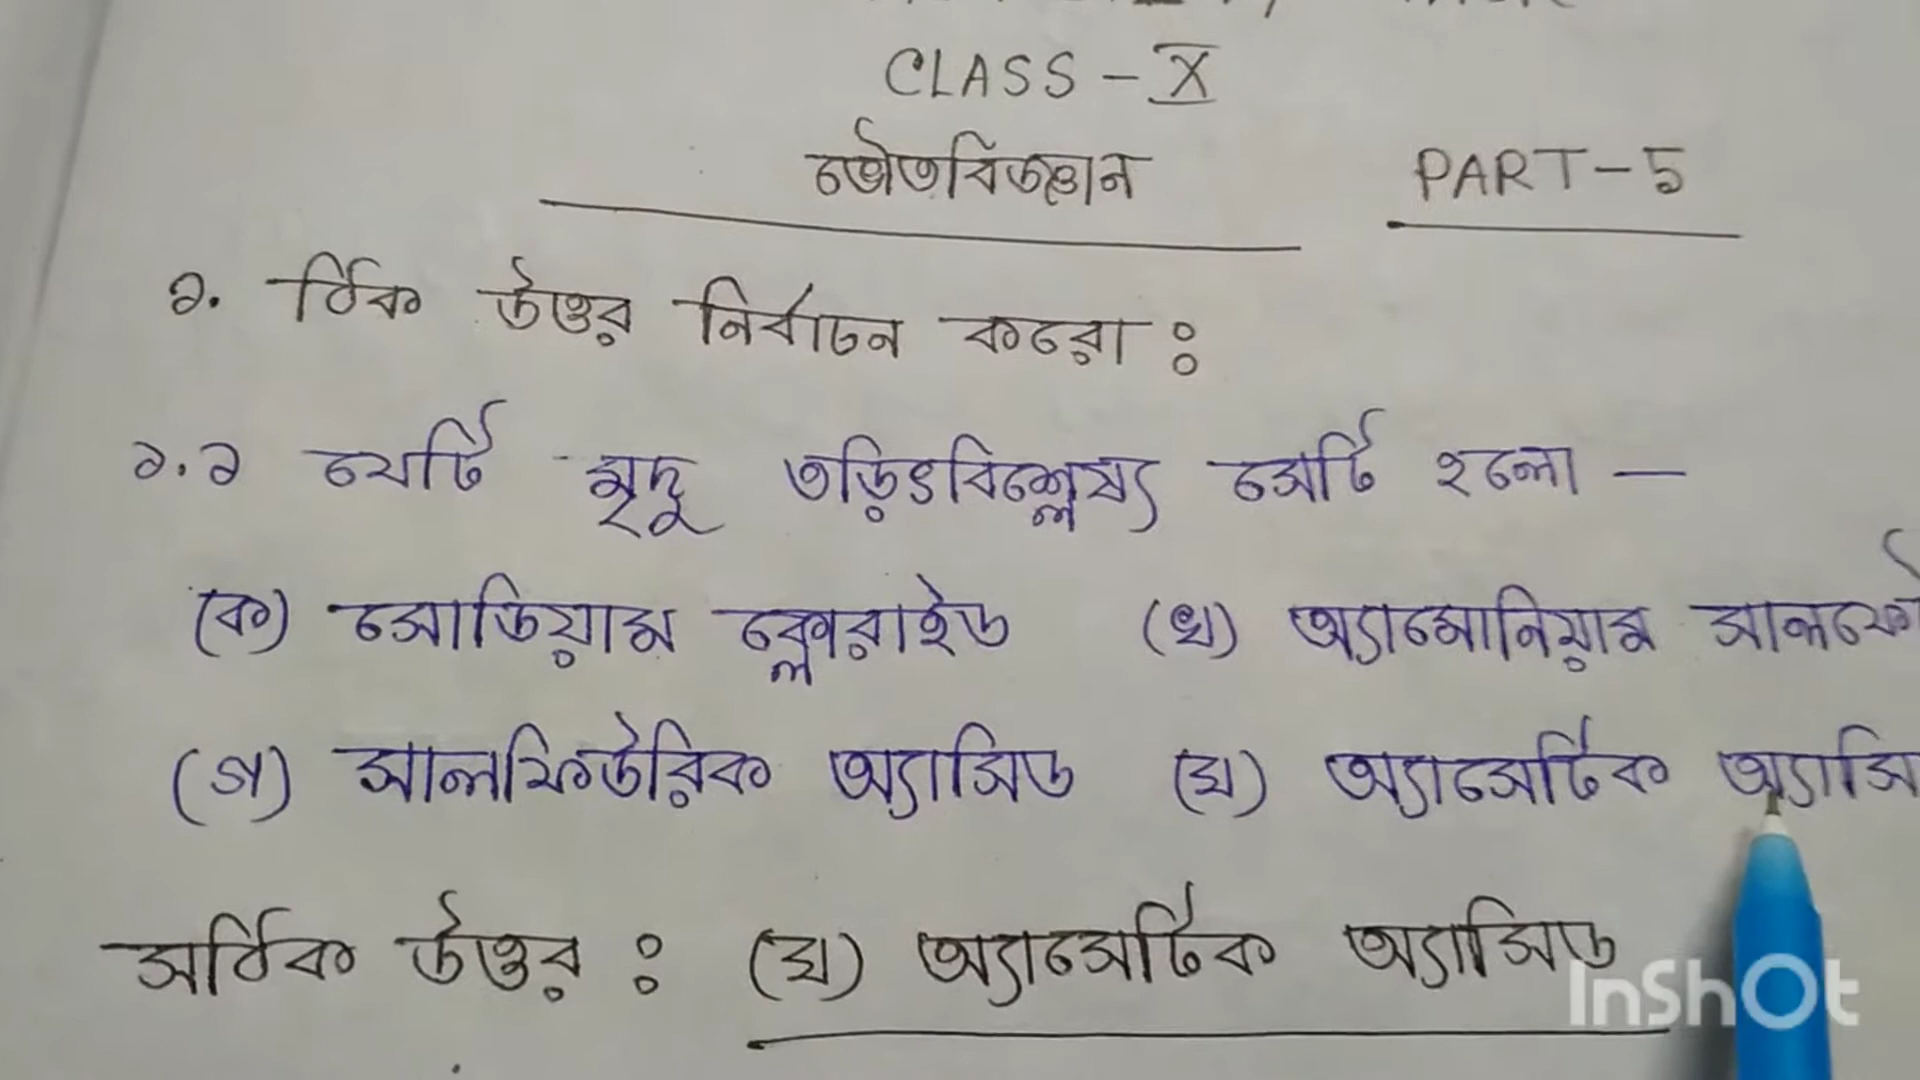 CLASS - X
ভৌতবিজ্ঞান PART-5
১. ঠিক উত্তর নির্বাচন করো :
১.১ যেটি মৃদু তড়িৎবিশ্লেষ্য সেটি হলো —
(ক) সোডিয়াম ক্লোরাইড (খ) অ্যামোনিয়াম
(গ) সালফিউরিক অ্যাসিড (ঘ) অ্যাসেটিক
সঠিক উত্তর : (ঘ) অ্যাসেটিক অ্যাসিড
InShOt